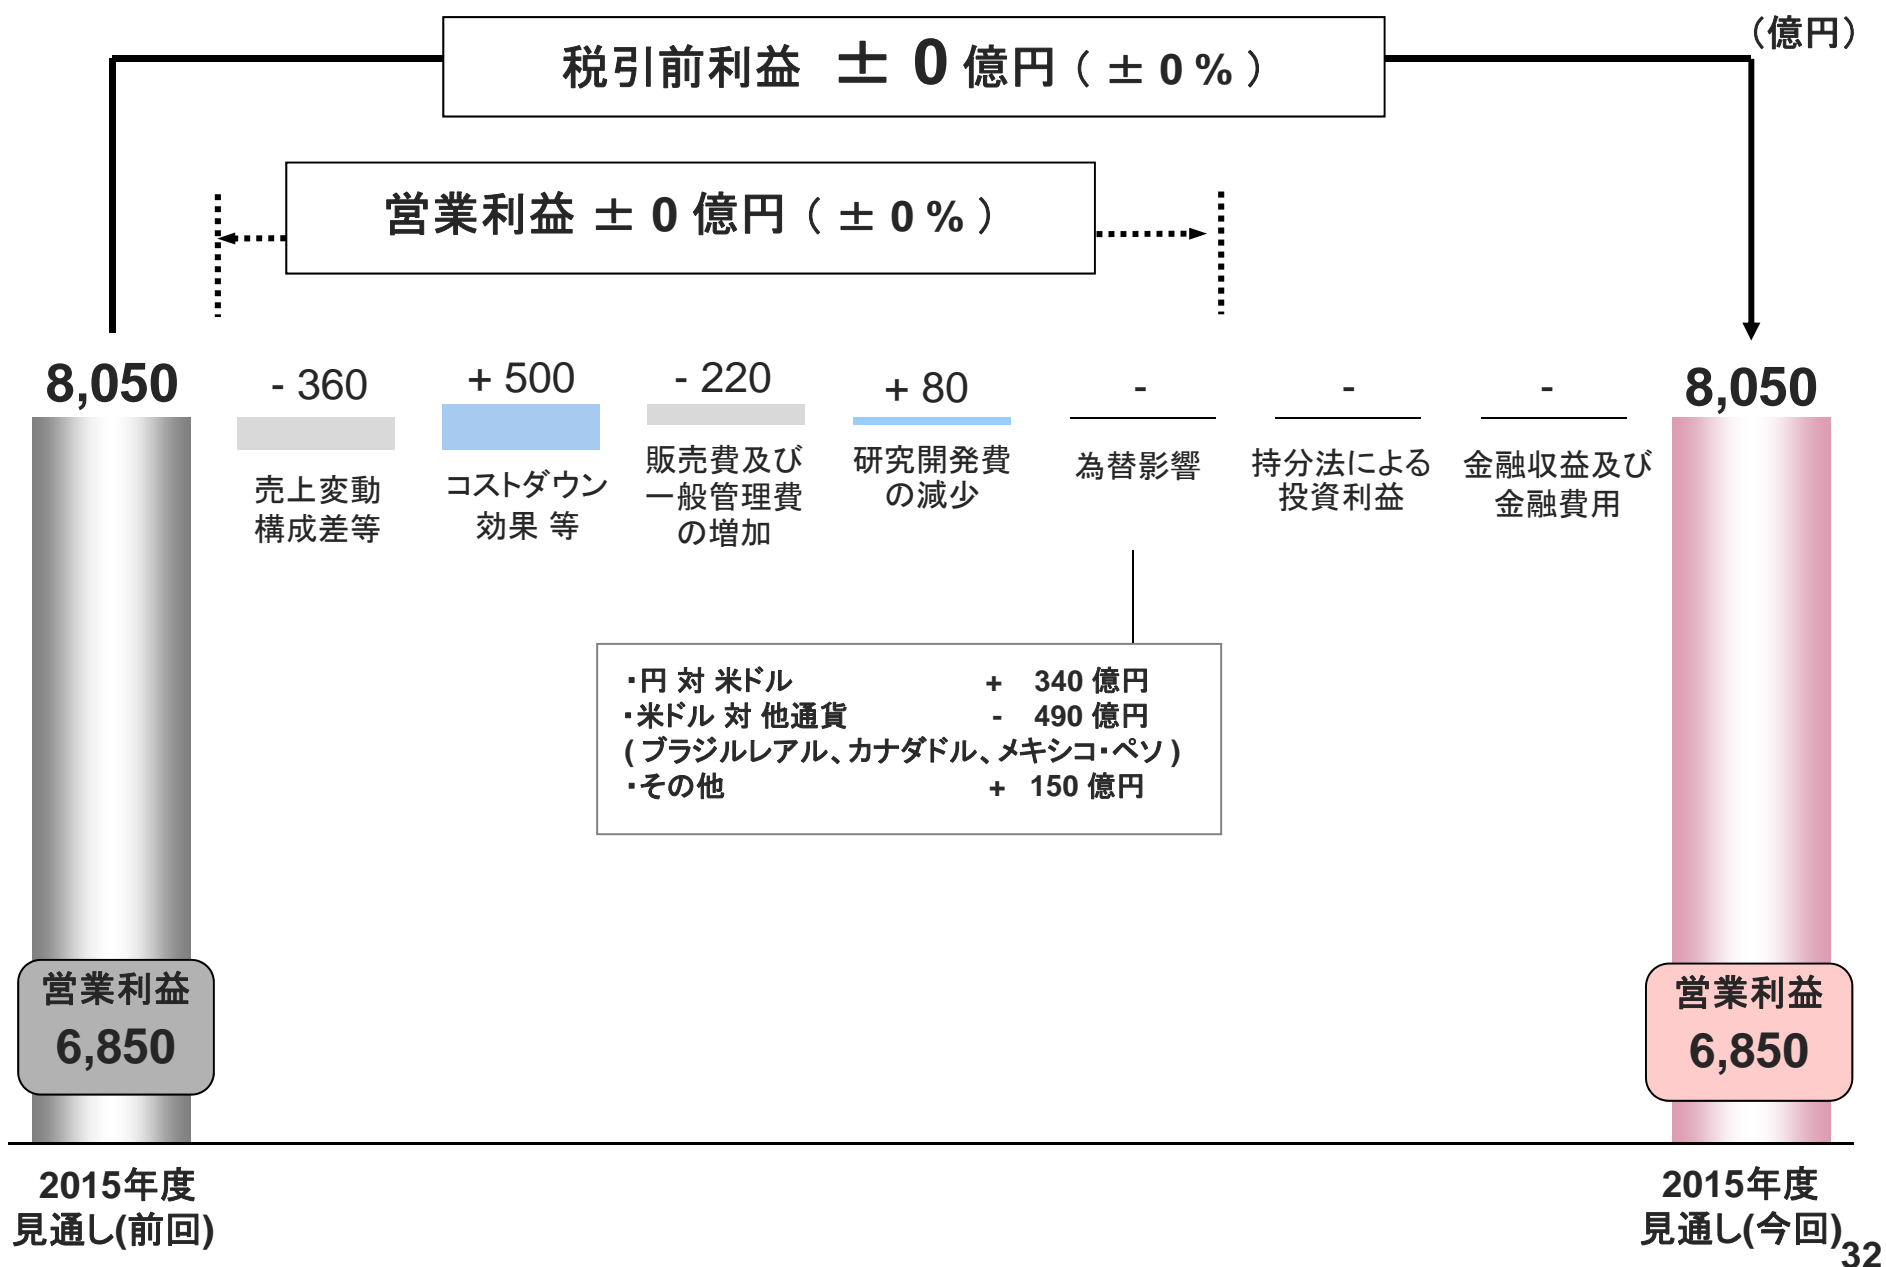 （億円）
税引前利益 ± 0 億円（ ± 0 % ）
営業利益 ± 0 億円（ ± 0 % ）
8,050
- 360
+ 500
- 220
+ 80
-
-
-
8,050
売上変動
構成差等
コストダウン
効果 等
販売費及び
一般管理費
の増加
研究開発費
の減少
為替影響
持分法による
投資利益
金融収益及び
金融費用
・円 対 米ドル + 340 億円
・米ドル 対 他通貨 - 490 億円
( ブラジルレアル、カナダドル、メキシコ・ペソ )
・その他 + 150 億円
営業利益
6,850
営業利益
6,850
2015年度
見通し(前回)
2015年度
見通し(今回)
32